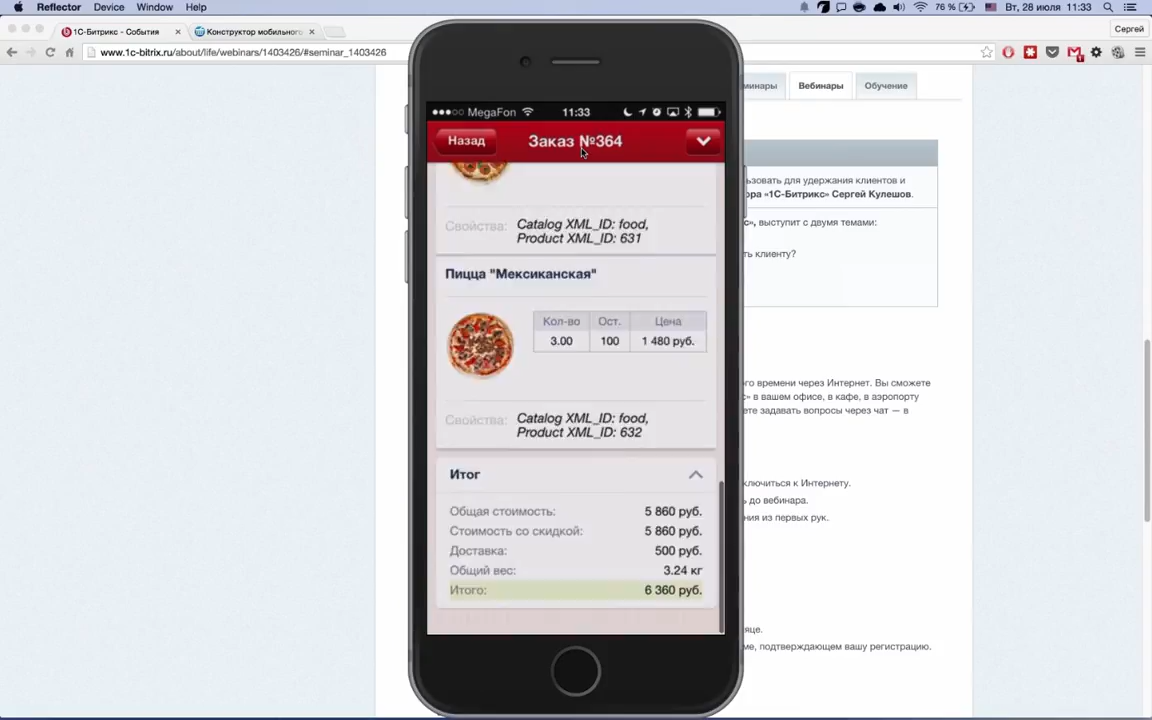 Reflector Device Window Help
76 % Вт, 28 июля 11:33
1С-Битрикс - События
Конструктор мобильного
Сергей
www.1c-bitrix.ru/about/life/webinars/1403426/#seminar_1403426
минары Вебинары Обучение
MegaFon 11:33
Назад Заказ №364
Свойства: Catalog XML_ID: food,
Product XML_ID: 631
Пицца "Мексиканская"
Кол-во Ост. Цена
3.00 100 1 480 руб.
Свойства: Catalog XML_ID: food,
Product XML_ID: 632
Итог
Общая стоимость: 5 860 руб.
Стоимость со скидкой: 5 860 руб.
Доставка: 500 руб.
Общий вес: 3.24 кг
Итого: 6 360 руб.
ьзовать для удержания клиентов и
ора «1С-Битрикс» Сергей Кулешов.
с», выступит с двумя темами:
ть клиенту?
го времени через Интернет. Вы сможете
с» в вашем офисе, в кафе, в аэропорту
ете задавать вопросы через чат — в
ключиться к Интернету.
ь до вебинара.
ния из первых рук.
яце.
ме, подтверждающем вашу регистрацию.